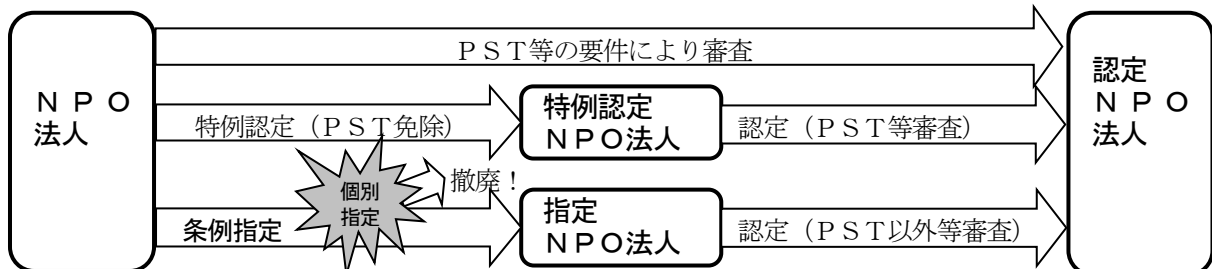 ＮＰＯ
法人
ＰＳＴ等の要件により審査
特例認定（ＰＳＴ免除）
特例認定
ＮＰＯ法人
認定（ＰＳＴ等審査）
個別
指定
撤廃！
条例指定
指定
ＮＰＯ法人
認定（ＰＳＴ以外等審査）
認定
ＮＰＯ
法人